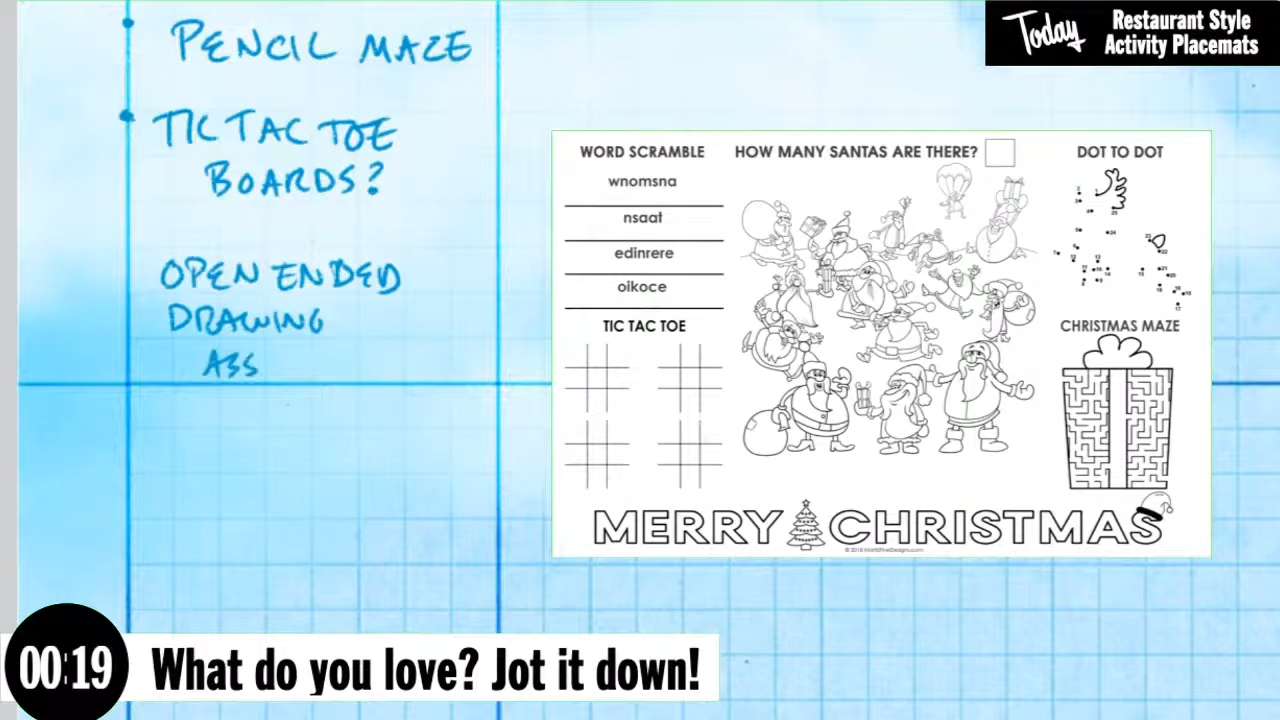 PENCIL MAZE
TIC TAC TOE
BOARDS?
OPEN ENDED
DRAWING
Today
Restaurant Style
Activity Placemats
WORD SCRAMBLE
wnomsna
nsaat
edinrere
oikoce
TIC TAC TOE
HOW MANY SANTAS ARE THERE?
DOT TO DOT
CHRISTMAS MAZE
MERRY CHRISTMAS
00:19
What do you love? Jot it down!